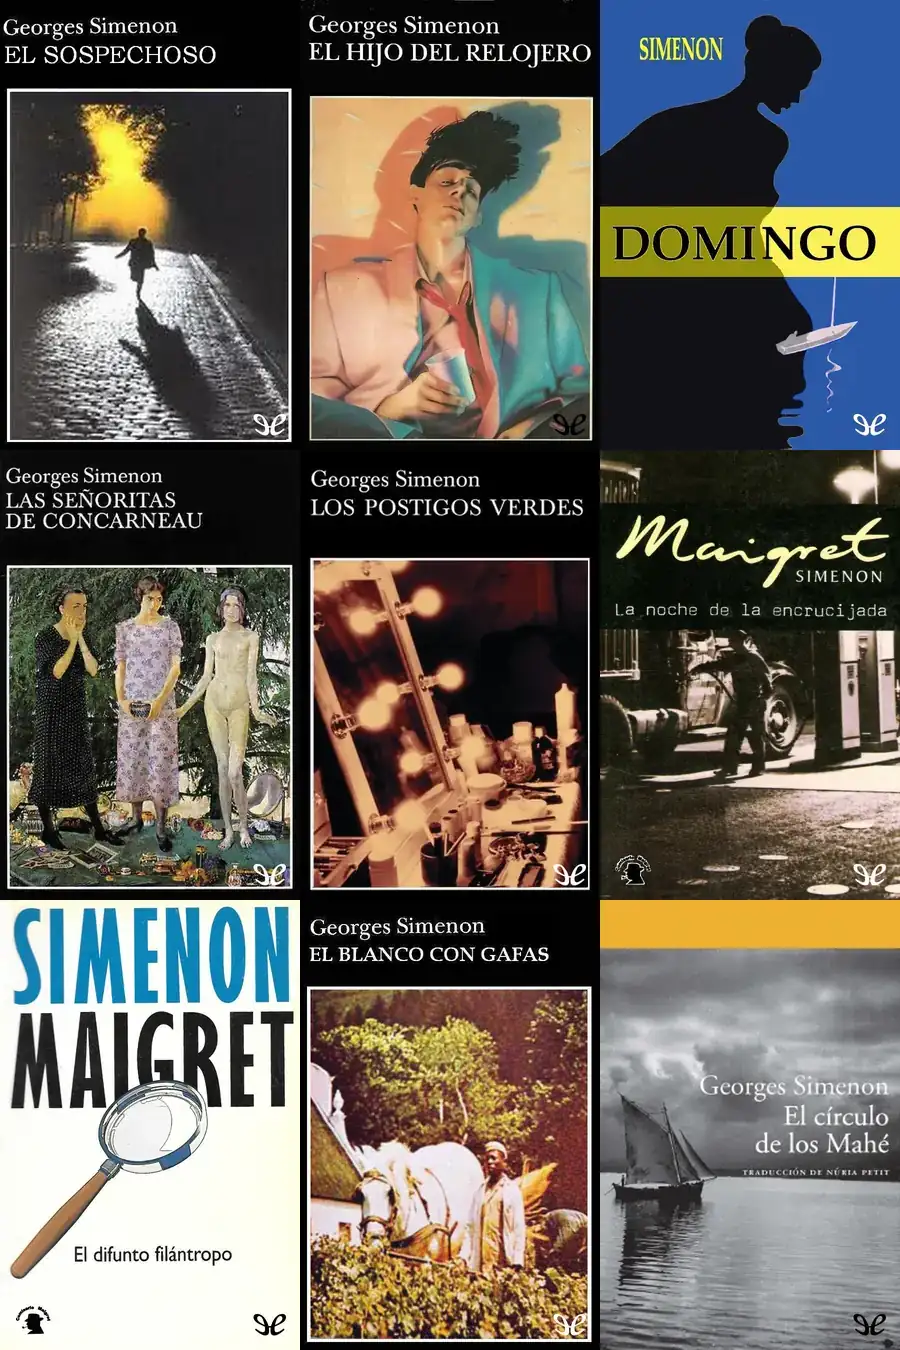 Georges Simenon
EL SOSPECHOSO
Georges Simenon
EL HIJO DEL RELOJERO
SIMENON
DOMINGO
Georges Simenon
LAS SEÑORITAS
DE CONCARNEAU
Georges Simenon
LOS POSTIGOS VERDES
Maigret
SIMENON
La noche de la encrucijada
SIMENON
MAIGRET
El difunto filántropo
Georges Simenon
EL BLANCO CON GAFAS
Georges Simenon
El círculo
de los Mahé
TRADUCCIÓN DE NÚRIA PETIT